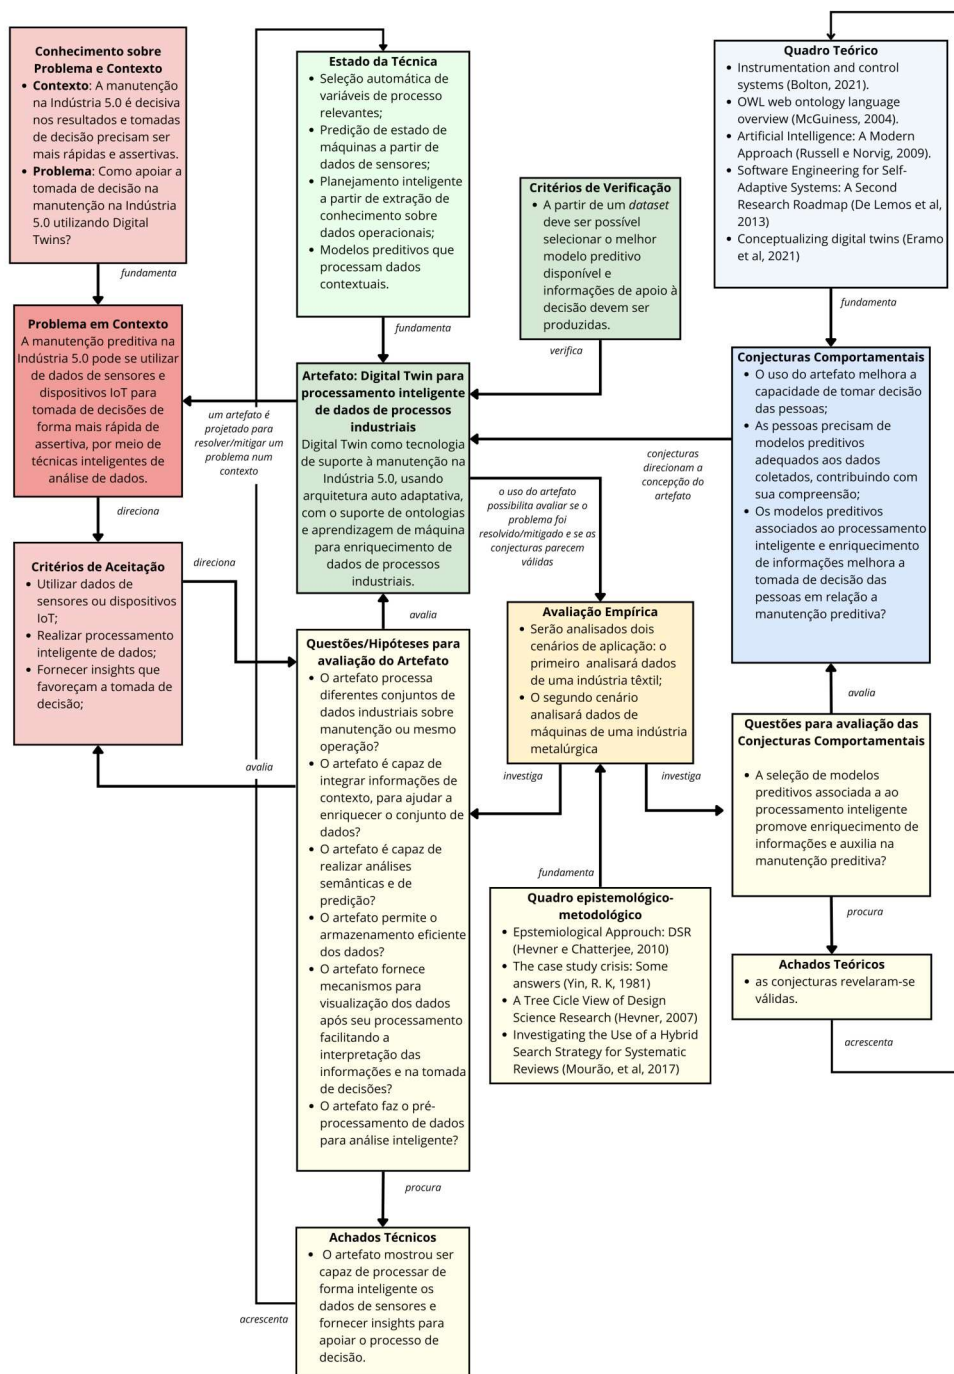 Conhecimento sobre
Problema e Contexto
• Contexto: A manutenção
na Indústria 5.0 é decisiva
nos resultados e tomadas
de decisão precisam ser
mais rápidas e assertivas.
• Problema: Como apoiar a
tomada de decisão na
manutenção na Indústria
5.0 utilizando Digital
Twins?
fundamenta
Problema em Contexto
A manutenção preditiva na
Indústria 5.0 pode se utilizar
de dados de sensores e
dispositivos IoT para
tomada de decisões de
forma mais rápida de
assertiva, por meio de
técnicas inteligentes de
análise de dados.
direciona
Critérios de Aceitação
• Utilizar dados de
sensores ou dispositivos
IoT;
• Realizar processamento
inteligente de dados;
• Fornecer insights que
favoreçam a tomada de
decisão;
direciona
avalia
Estado da Técnica
• Seleção automática de
variáveis de processo
relevantes;
• Predição de estado de
máquinas a partir de
dados de sensores;
• Planejamento inteligente
a partir de extração de
conhecimento sobre
dados operacionais;
• Modelos preditivos que
processam dados
contextuais.
fundamenta
Critérios de Verificação
• A partir de um dataset
deve ser possível
selecionar o melhor
modelo preditivo
disponível e
informações de apoio à
decisão devem ser
produzidas.
verifica
Artefato: Digital Twin para
processamento inteligente
de dados de processos
industriais
Digital Twin como tecnologia
de suporte à manutenção na
Indústria 5.0, usando
arquitetura auto adaptativa,
com o suporte de ontologias
e aprendizagem de máquina
para enriquecimento de
dados de processos
industriais.
um artefato é
projetado para
resolver/mitigar um
problema num
contexto
conjecturas
direcionam a
concepção do
artefato
o uso do artefato
possibilita avaliar se o
problema foi
resolvido/mitigado e se as
conjecturas parecem
válidas
avalia
Questões/Hipóteses para
avaliação do Artefato
• O artefato processa
diferentes conjuntos de
dados industriais sobre
manutenção ou mesmo
operação?
• O artefato é capaz de
integrar informações de
contexto, para ajudar a
enriquecer o conjunto de
dados?
• O artefato é capaz de
realizar análises
semânticas e de
predição?
• O artefato permite o
armazenamento eficiente
dos dados?
• O artefato fornece
mecanismos para
visualização dos dados
após seu processamento
facilitando a
interpretação das
informações e na tomada
de decisões?
• O artefato faz o pré-
processamento de dados
para análise inteligente?
procura
Achados Técnicos
• O artefato mostrou ser
capaz de processar de
forma inteligente os
dados de sensores e
fornecer insights para
apoiar o processo de
decisão.
acrescenta
Avaliação Empírica
• Serão analisados dois
cenários de aplicação: o
primeiro analisará dados
de uma indústria têxtil;
• O segundo cenário
analisará dados de
máquinas de uma indústria
metalúrgica
investiga
investiga
fundamenta
Quadro epistemológico-
metodológico
• Epstemiological Approuch: DSR
(Hevner e Chatterjee, 2010)
• The case study crisis: Some
answers (Yin, R. K, 1981)
• A Tree Cicle View of Design
Science Research (Hevner, 2007)
• Investigating the Use of a Hybrid
Search Strategy for Systematic
Reviews (Mourão, et al, 2017)
Quadro Teórico
• Instrumentation and control
systems (Bolton, 2021).
• OWL web ontology language
overview (McGuiness, 2004).
• Artificial Intelligence: A Modern
Approach (Russell e Norvig, 2009).
• Software Engineering for Self-
Adaptive Systems: A Second
Research Roadmap (De Lemos et al,
2013)
• Conceptualizing digital twins (Eramo
et al, 2021)
fundamenta
Conjecturas Comportamentais
• O uso do artefato melhora a
capacidade de tomar decisão
das pessoas;
• As pessoas precisam de
modelos preditivos
adequados aos dados
coletados, contribuindo com
sua compreensão;
• Os modelos preditivos
associados ao processamento
inteligente e enriquecimento
de informações melhora a
tomada de decisão das
pessoas em relação a
manutenção preditiva?
avalia
Questões para avaliação das
Conjecturas Comportamentais
• A seleção de modelos
preditivos associada a ao
processamento inteligente
promove enriquecimento de
informações e auxilia na
manutenção preditiva?
procura
Achados Teóricos
• as conjecturas revelaram-se
válidas.
acrescenta